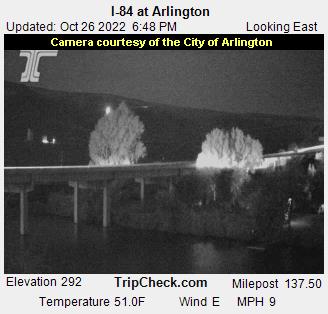 I-84 at Arlington
Updated: Oct 26 2022 6:48 PM Looking East
Camera courtesy of the City of Arlington
Elevation 292 TripCheck.com Milepost 137.50
Temperature 51.0F Wind E MPH 9